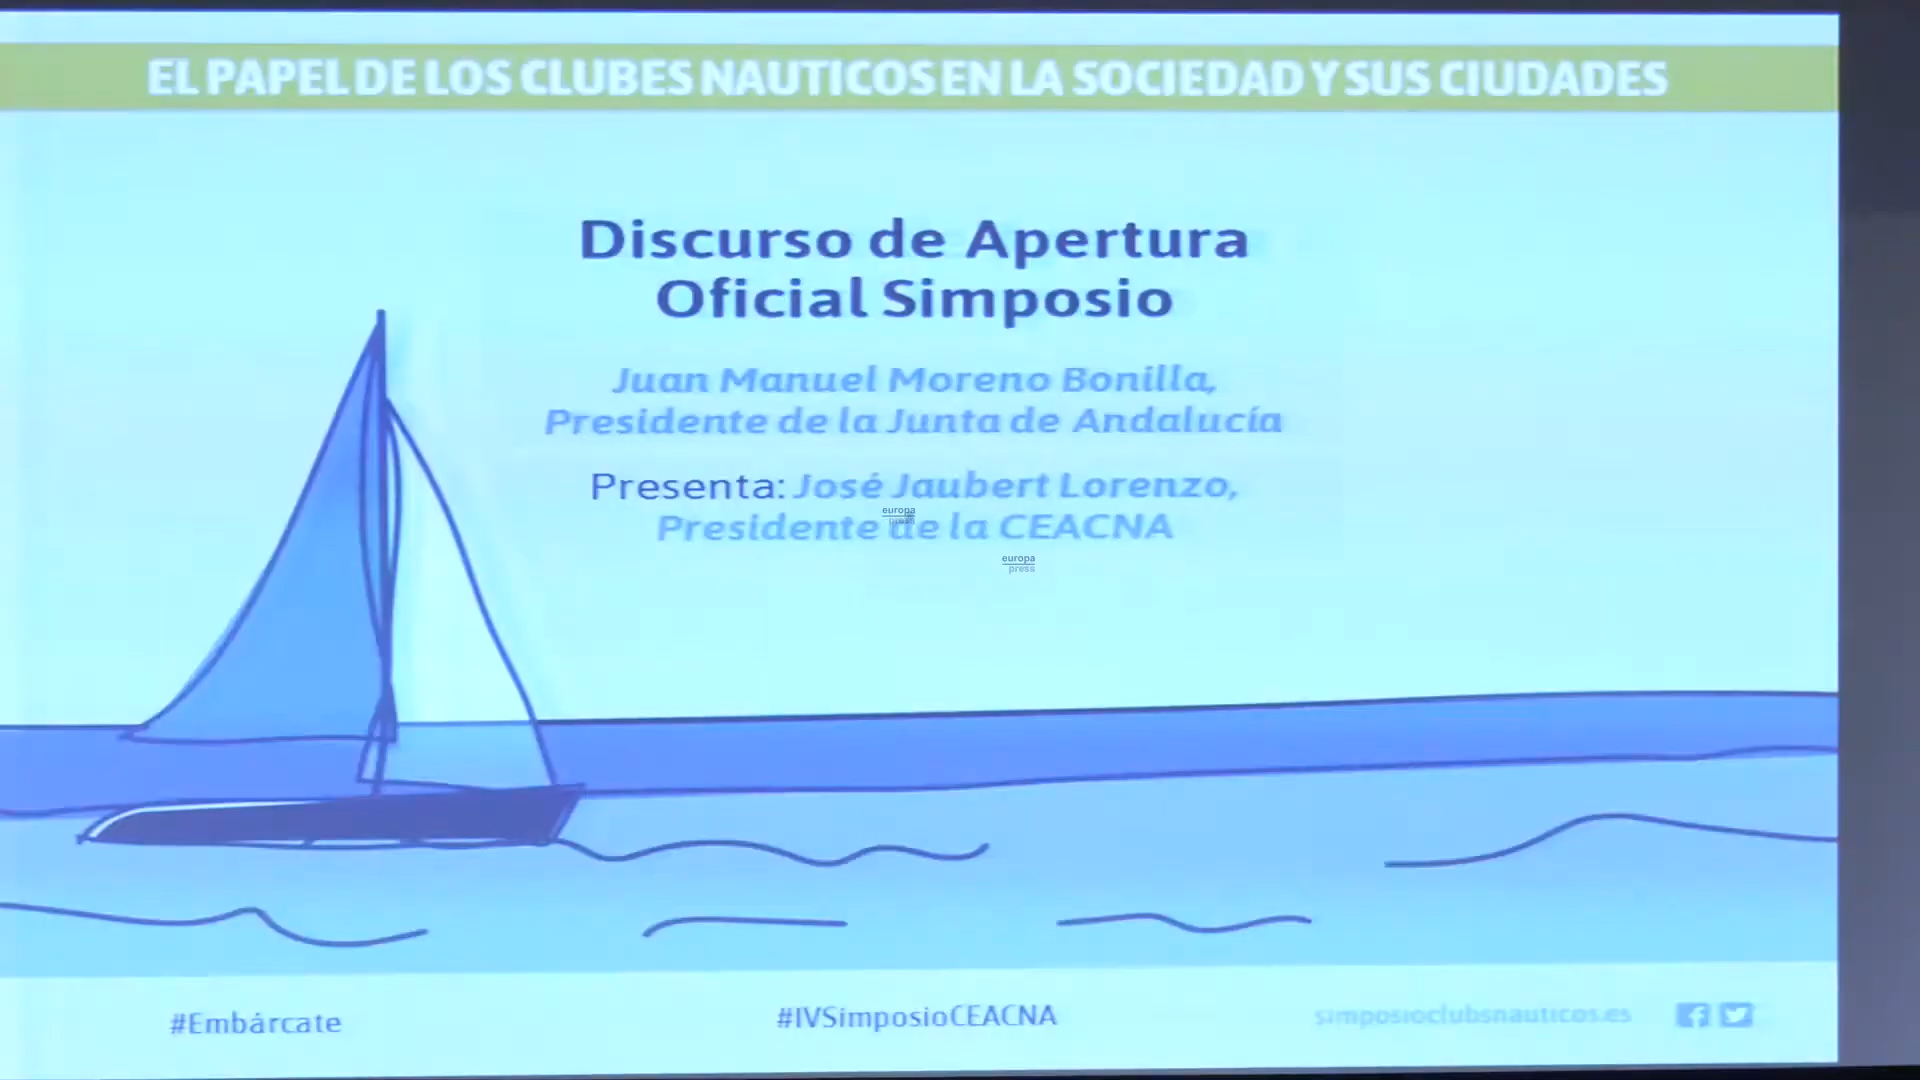 EL PAPEL DE LOS CLUBES NAUTICOS EN LA SOCIEDAD Y SUS CIUDADES
Discurso de Apertura
Oficial Simposio
Juan Manuel Moreno Bonilla,
Presidente de la Junta de Andalucía
Presenta: José Jaubert Lorenzo,
europa
press
Presidente de la CEACNA
europa
press
#Embárcate
#IVSimposioCEACNA
simposioclubsnauticos.es